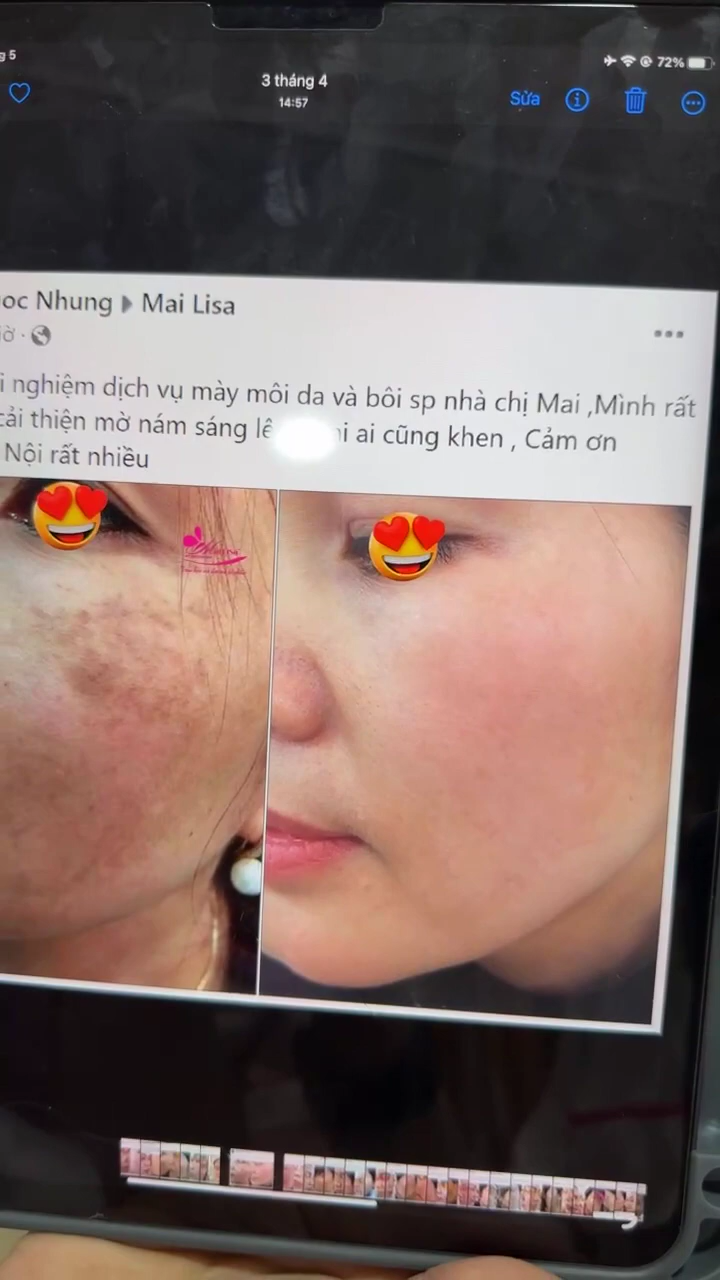 g 5
72%
3 tháng 4
14:57
Sửa
oc Nhung Mai Lisa
iờ
i nghiệm dịch vụ mày môi da và bôi sp nhà chị Mai ,Mình rất
cải thiện mờ nám sáng lê i ai cũng khen , Cảm ơn
Nội rất nhiều